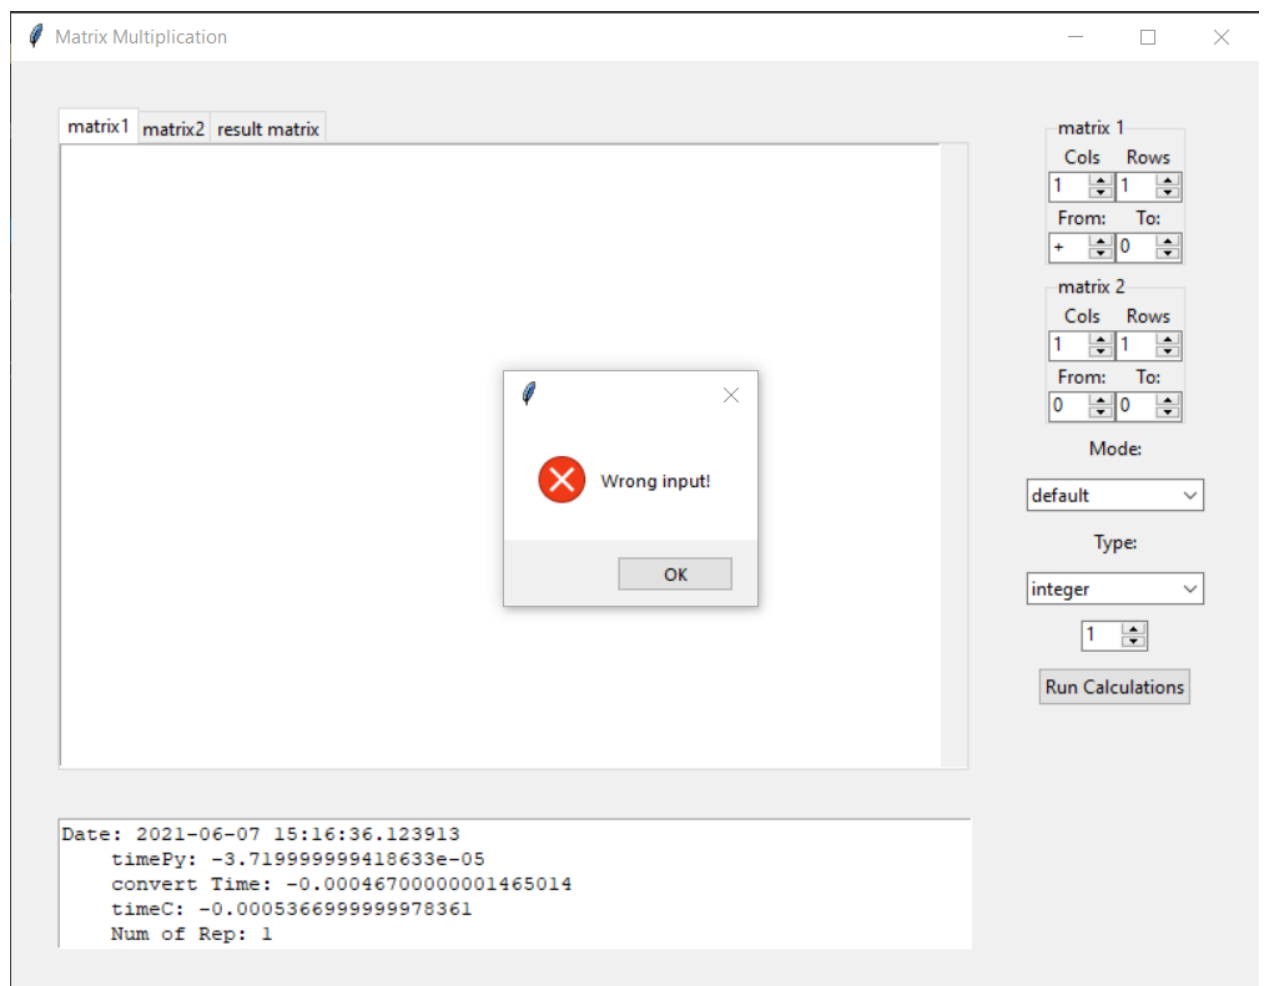 Matrix Multiplication
matrix1 matrix2 result matrix
matrix 1
Cols Rows
1 1
From: To:
+ 0
matrix 2
Cols Rows
1 1
From: To:
0 0
Mode:
default
Type:
integer
1
Run Calculations
Wrong input!
OK
Date: 2021-06-07 15:16:36.123913
timePy: -3.719999999418633e-05
convert Time: -0.00046700000001465014
timeC: -0.0005366999999978361
Num of Rep: 1